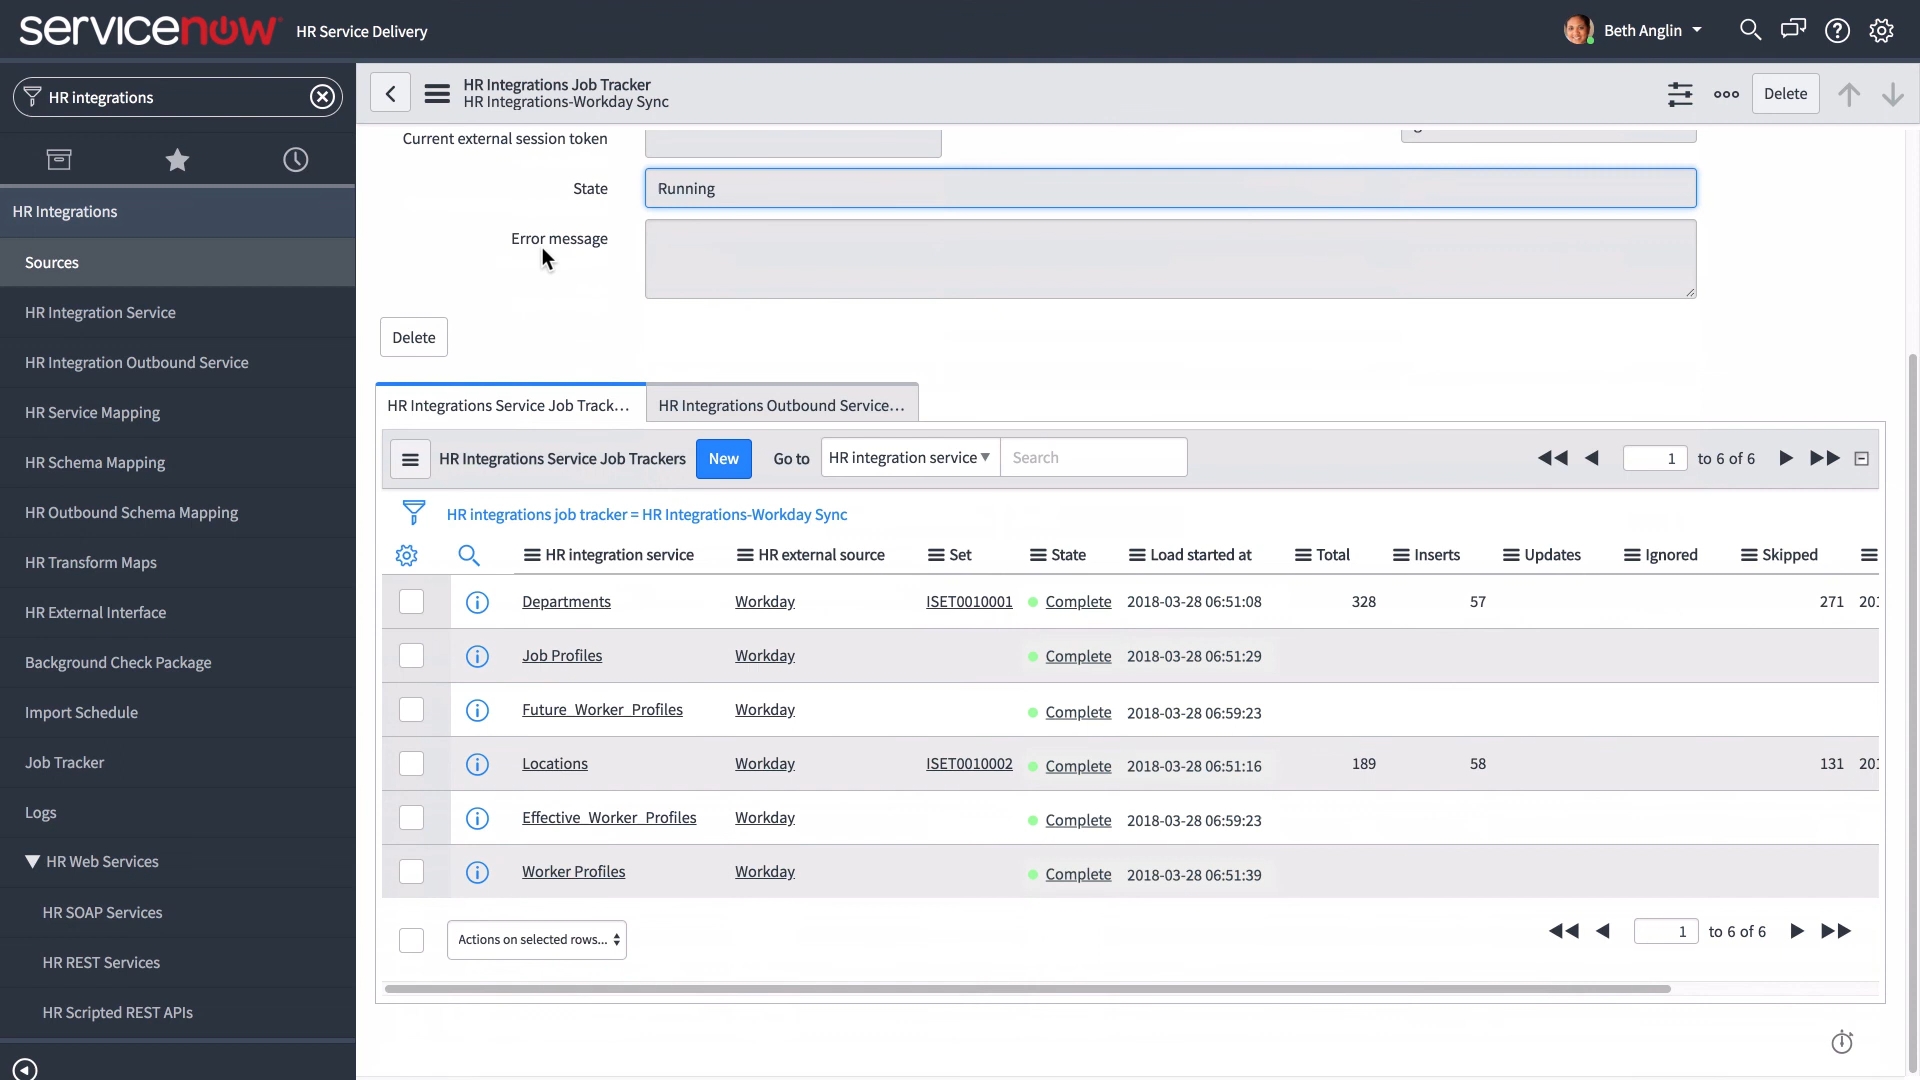 servicenow HR Service Delivery
Beth Anglin
HR integrations
HR Integrations
Sources
HR Integration Service
HR Integration Outbound Service
HR Service Mapping
HR Schema Mapping
HR Outbound Schema Mapping
HR Transform Maps
HR External Interface
Background Check Package
Import Schedule
Job Tracker
Logs
HR Web Services
HR SOAP Services
HR REST Services
HR Scripted REST APIs
HR Integrations Job Tracker
HR Integrations-Workday Sync
Delete
Current external session token
State Running
Error message
Delete
HR Integrations Service Job Track... HR Integrations Outbound Service...
HR Integrations Service Job Trackers New Go to HR integration service Search 1 to 6 of 6
HR integrations job tracker = HR Integrations-Workday Sync
HR integration service HR external source Set State Load started at Total Inserts Updates Ignored Skipped
Departments Workday ISET0010001 Complete 2018-03-28 06:51:08 328 57 271
Job Profiles Workday Complete 2018-03-28 06:51:29
Future Worker Profiles Workday Complete 2018-03-28 06:59:23
Locations Workday ISET0010002 Complete 2018-03-28 06:51:16 189 58 131
Effective Worker Profiles Workday Complete 2018-03-28 06:59:23
Worker Profiles Workday Complete 2018-03-28 06:51:39
Actions on selected rows... 1 to 6 of 6